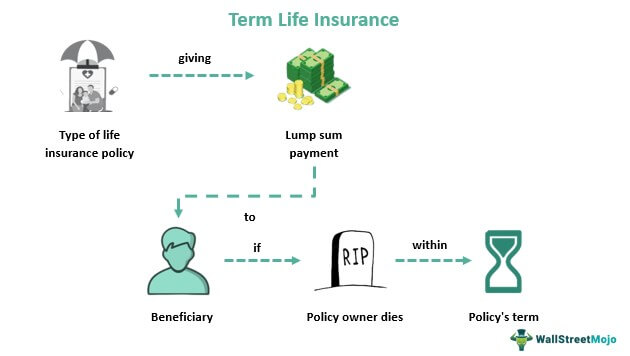 Term Life Insurance
giving
Type of life
insurance policy
Lump sum
payment
to
if
RIP
within
Beneficiary
Policy owner dies
Policy's term
WallStreetMojo